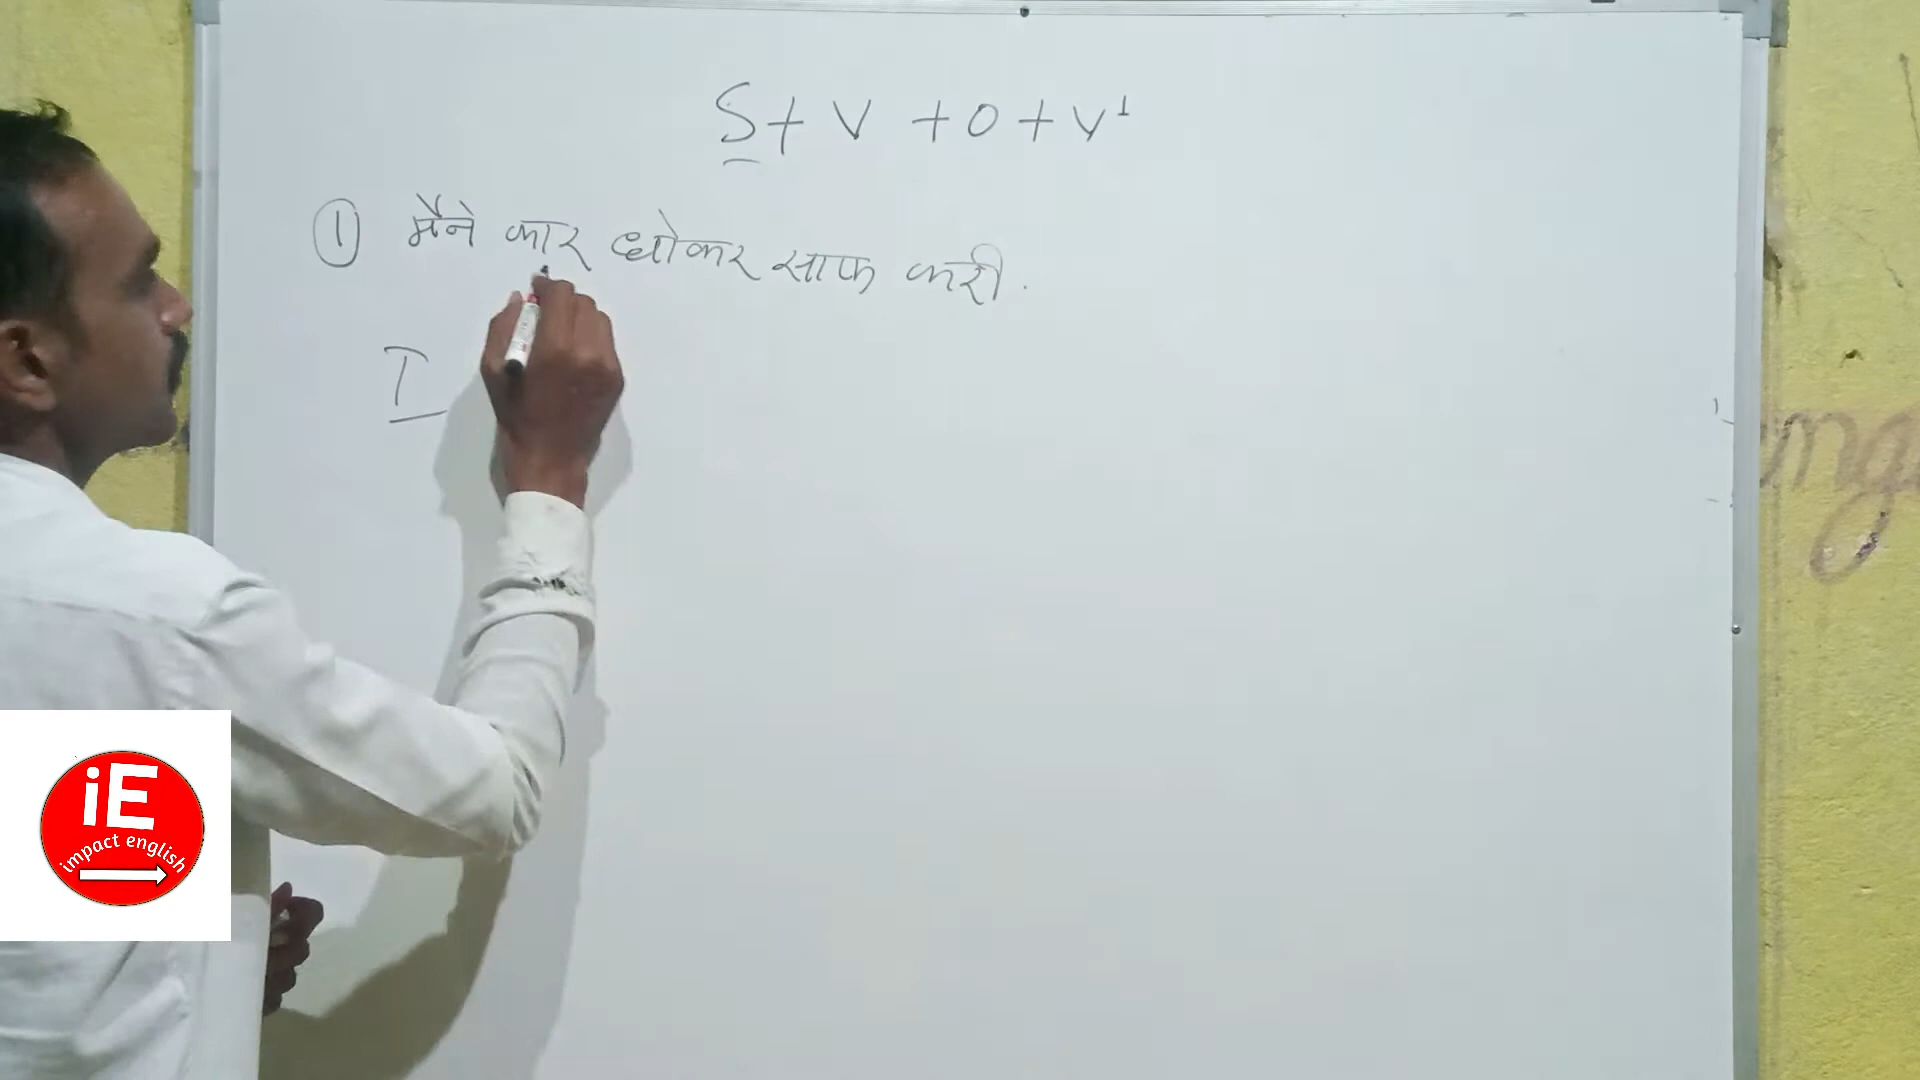 S + V + O + V¹
① मैने कार धोकर साफ करी .
I
iE
impact english